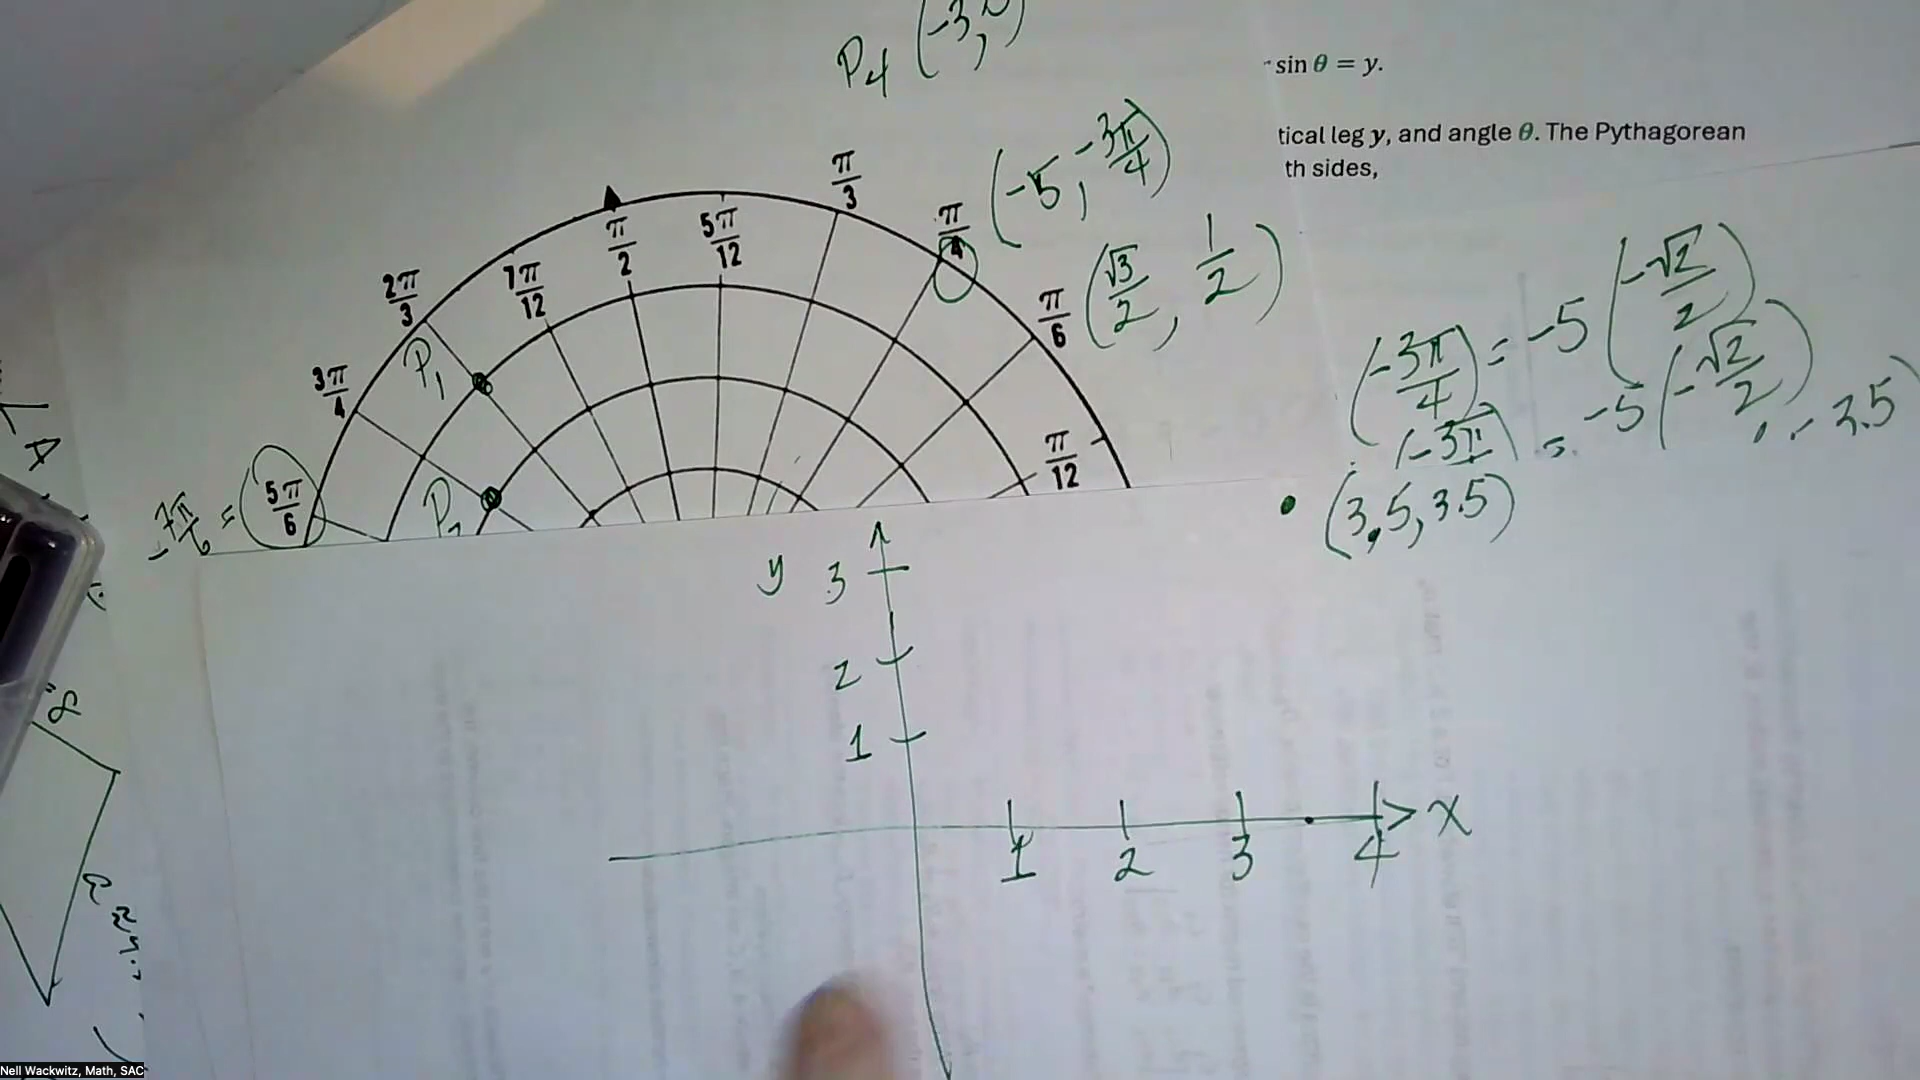 P4 (-3,
sin θ = y.
tical leg y, and angle θ. The Pythagorean
th sides,
(-5, -3π/4)
π/3
π/4
5π/12
π/2
7π/12
2π/3
3π/4
5π/6
π/6 (√3/2, 1/2)
π/12
P1
P
-7π/6 = 
(-3π/4) = -5(-√2/2)
(-3π = -5(-√2/2)
3.5
(3.5, 3.5)
y 3
2
1
1 2 3 4 x
Nell Wackwitz, Math, SAC